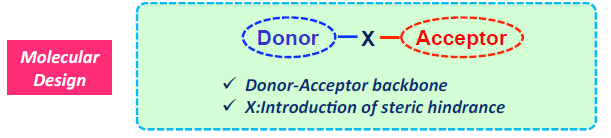 Molecular
Design
Donor X Acceptor
✓ Donor-Acceptor backbone
✓ X:Introduction of steric hindrance